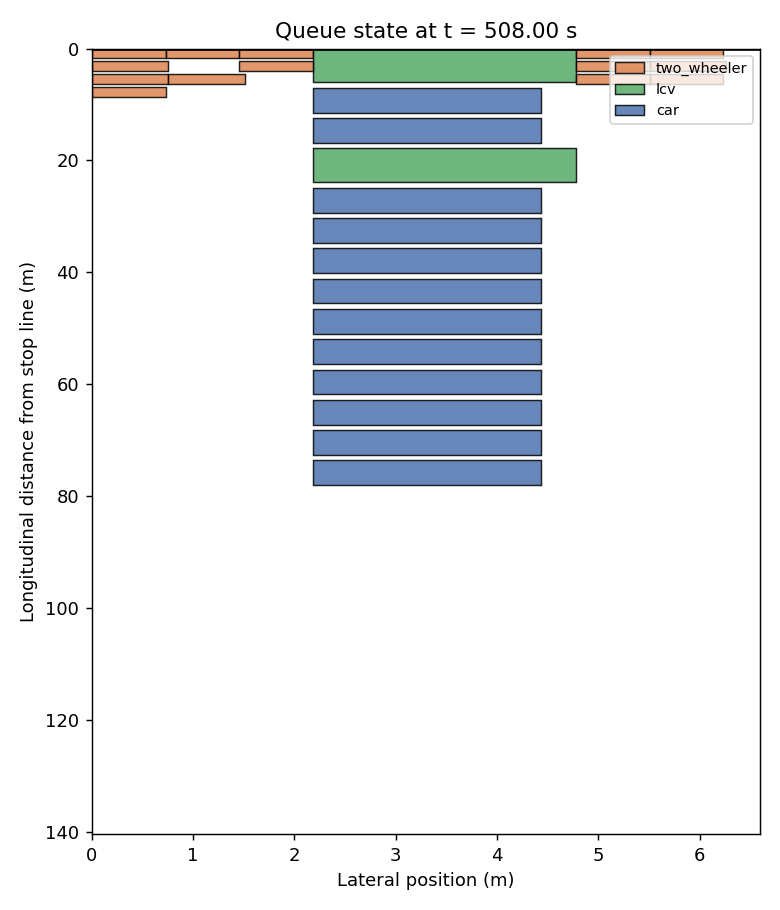 Queue state at t = 508.00 s
two_wheeler
lcv
car
0
20
40
60
80
100
120
140
Longitudinal distance from stop line (m)
0 1 2 3 4 5 6
Lateral position (m)